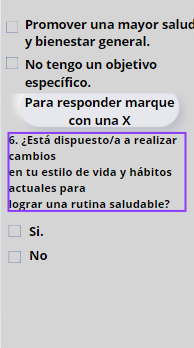 Promover una mayor salud
y bienestar general.
No tengo un objetivo
específico.
Para responder marque
con una X
6. ¿Está dispuesto/a a realizar
cambios
en tu estilo de vida y hábitos
actuales para
lograr una rutina saludable?
Si.
No